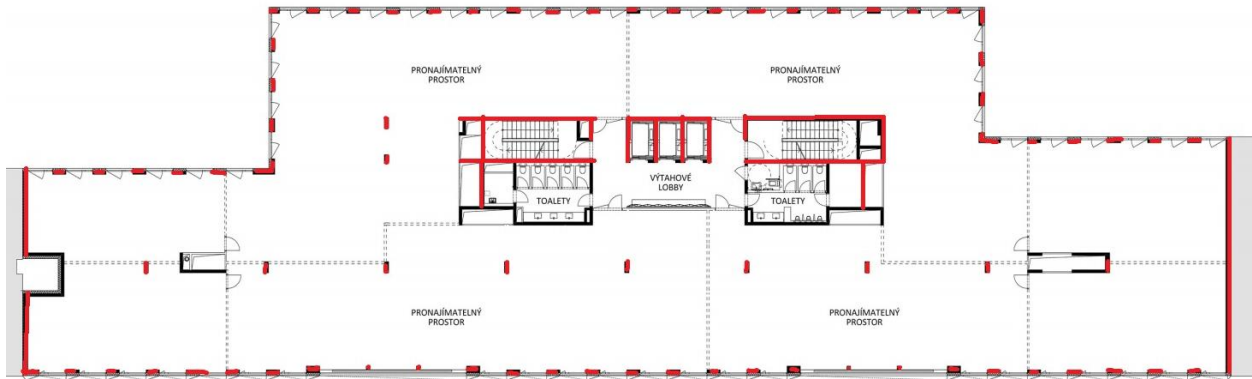 PRONAJÍMATELNÝ
PROSTOR
PRONAJÍMATELNÝ
PROSTOR
VÝTAHOVÉ
LOBBY
TOALETY
TOALETY
PRONAJÍMATELNÝ
PROSTOR
PRONAJÍMATELNÝ
PROSTOR